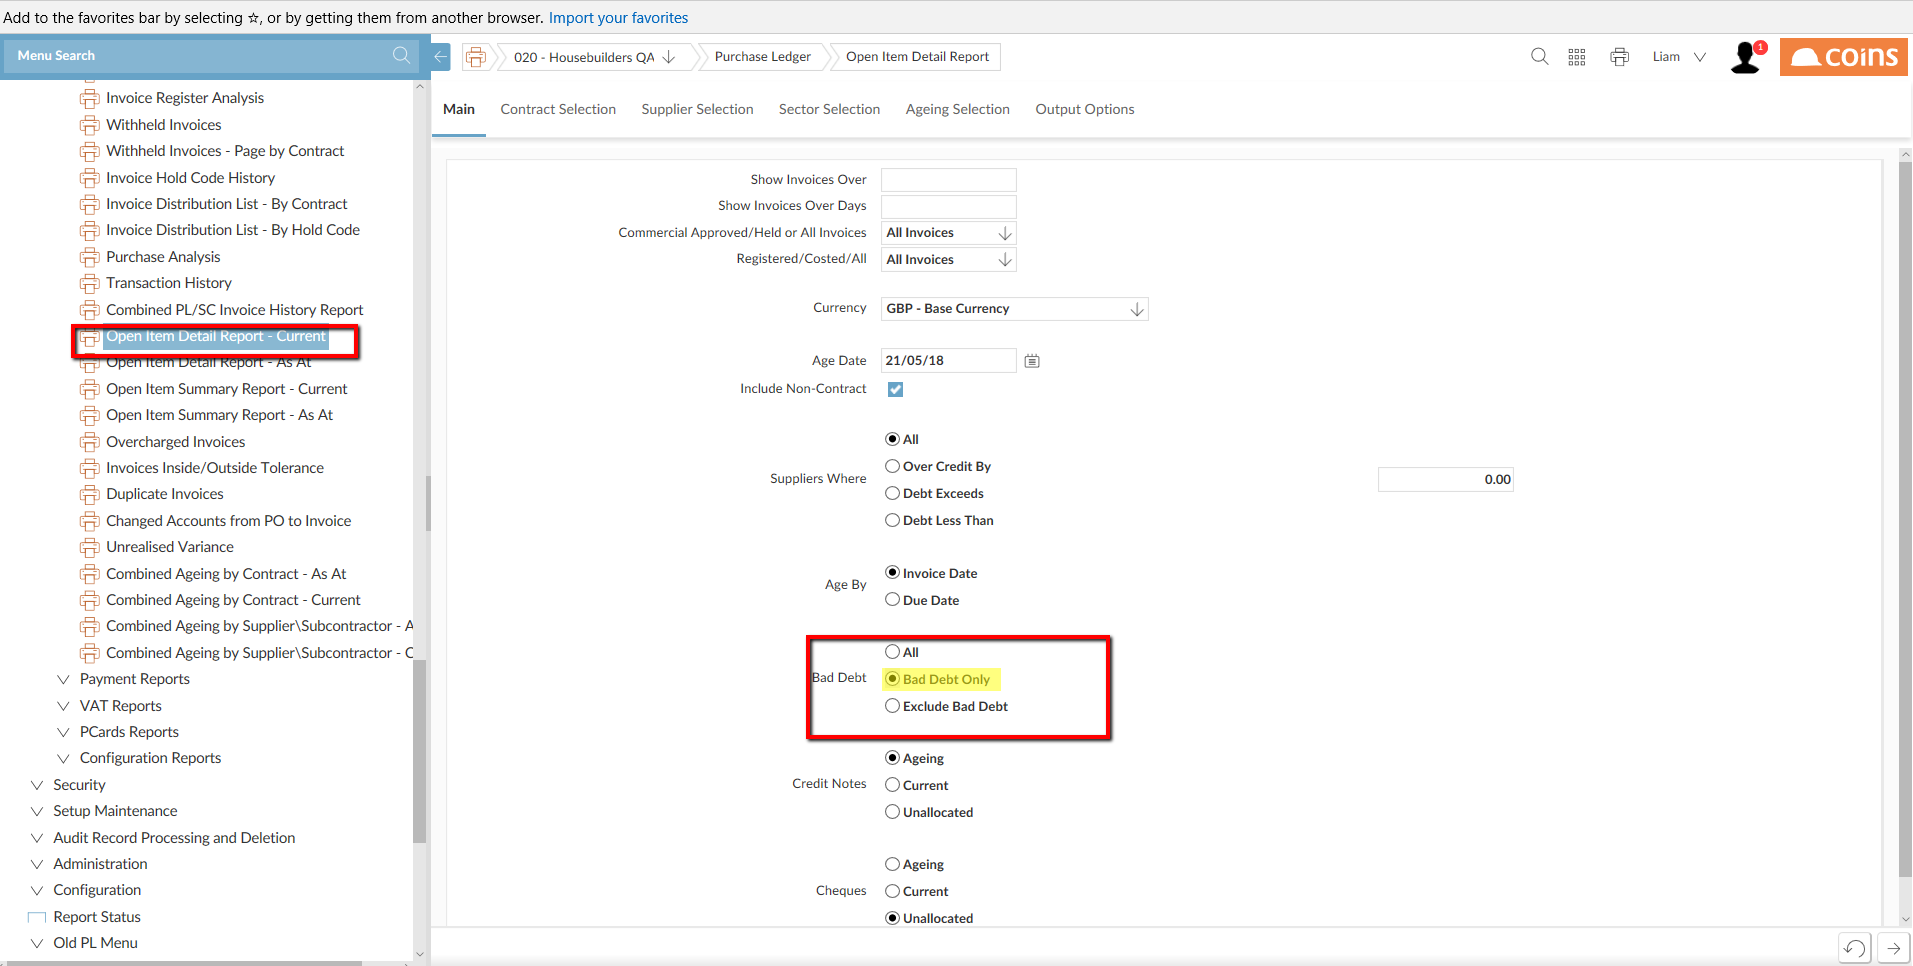 Add to the favorites bar by selecting ☆, or by getting them from another browser. Import your favorites
Menu Search
020 - Housebuilders QA
Purchase Ledger
Open Item Detail Report
Liam
1
coins
Main
Contract Selection
Supplier Selection
Sector Selection
Ageing Selection
Output Options
Invoice Register Analysis
Withheld Invoices
Withheld Invoices - Page by Contract
Invoice Hold Code History
Invoice Distribution List - By Contract
Invoice Distribution List - By Hold Code
Purchase Analysis
Transaction History
Combined PL/SC Invoice History Report
Open Item Detail Report - Current
Open Item Detail Report - As At
Open Item Summary Report - Current
Open Item Summary Report - As At
Overcharged Invoices
Invoices Inside/Outside Tolerance
Duplicate Invoices
Changed Accounts from PO to Invoice
Unrealised Variance
Combined Ageing by Contract - As At
Combined Ageing by Contract - Current
Combined Ageing by Supplier\Subcontractor - A
Combined Ageing by Supplier\Subcontractor - C
Payment Reports
VAT Reports
PCards Reports
Configuration Reports
Security
Setup Maintenance
Audit Record Processing and Deletion
Administration
Configuration
Report Status
Old PL Menu
Show Invoices Over
Show Invoices Over Days
Commercial Approved/Held or All Invoices All Invoices
Registered/Costed/All All Invoices
Currency GBP - Base Currency
Age Date 21/05/18
Include Non-Contract
All
Over Credit By
Suppliers Where 0.00
Debt Exceeds
Debt Less Than
Invoice Date
Age By
Due Date
All
Bad Debt Bad Debt Only
Exclude Bad Debt
Ageing
Credit Notes Current
Unallocated
Ageing
Cheques Current
Unallocated